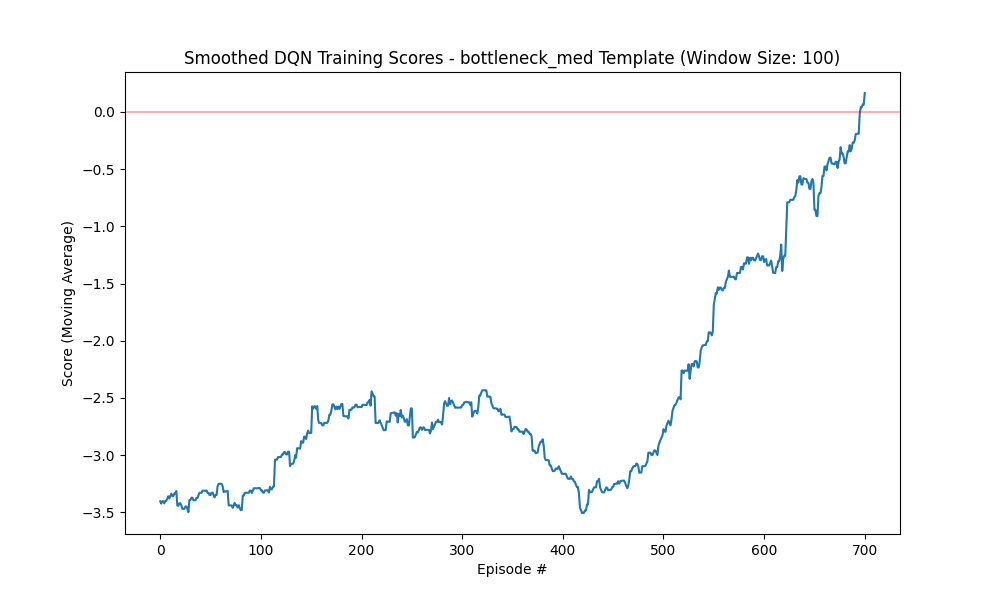 Smoothed DQN Training Scores - bottleneck_med Template (Window Size: 100)
Score (Moving Average)
0.0
−0.5
−1.0
−1.5
−2.0
−2.5
−3.0
−3.5
0 100 200 300 400 500 600 700
Episode #